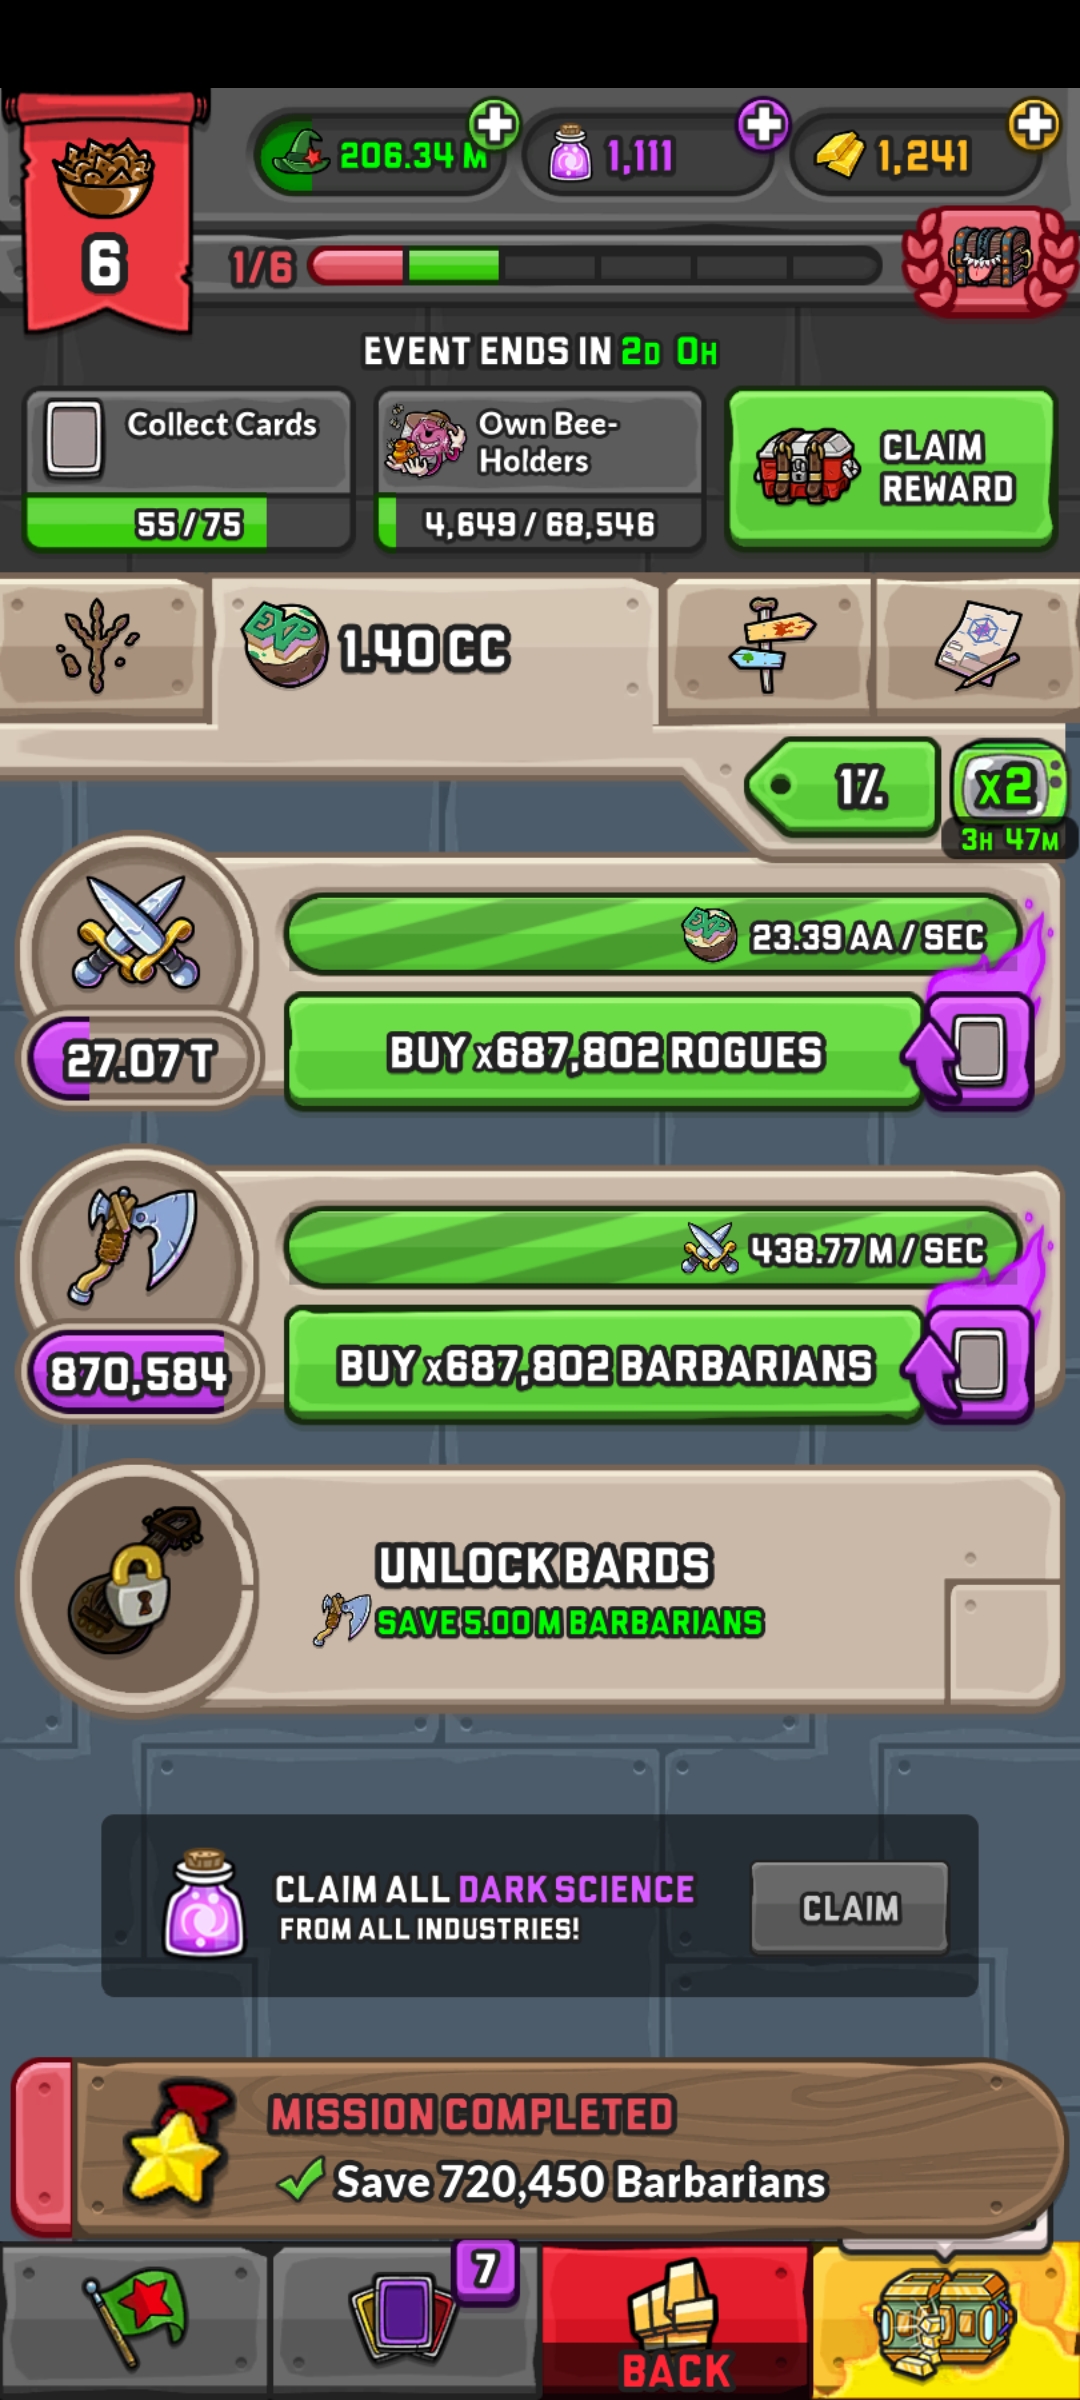 206.34 M
1,111
1,241
6
1/6
EVENT ENDS IN 2D 0H
Collect Cards
55/75
Own Bee-
Holders
4,649/68,546
CLAIM
REWARD
EXP
1.40 CC
1%
x2
3H 47M
EXP
23.39 AA / SEC
27.07 T
BUY x687,802 ROGUES
438.77 M / SEC
870,584
BUY x687,802 BARBARIANS
UNLOCK BARDS
SAVE 5.00 M BARBARIANS
CLAIM ALL DARK SCIENCE
FROM ALL INDUSTRIES!
CLAIM
MISSION COMPLETED
Save 720,450 Barbarians
7
BACK